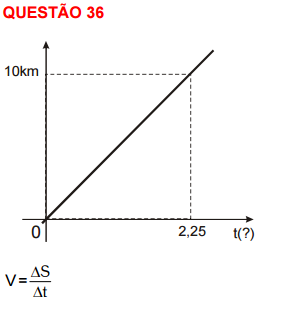 QUESTÃO 36
10km
0
2,25
t(?)
V = ΔS
Δt